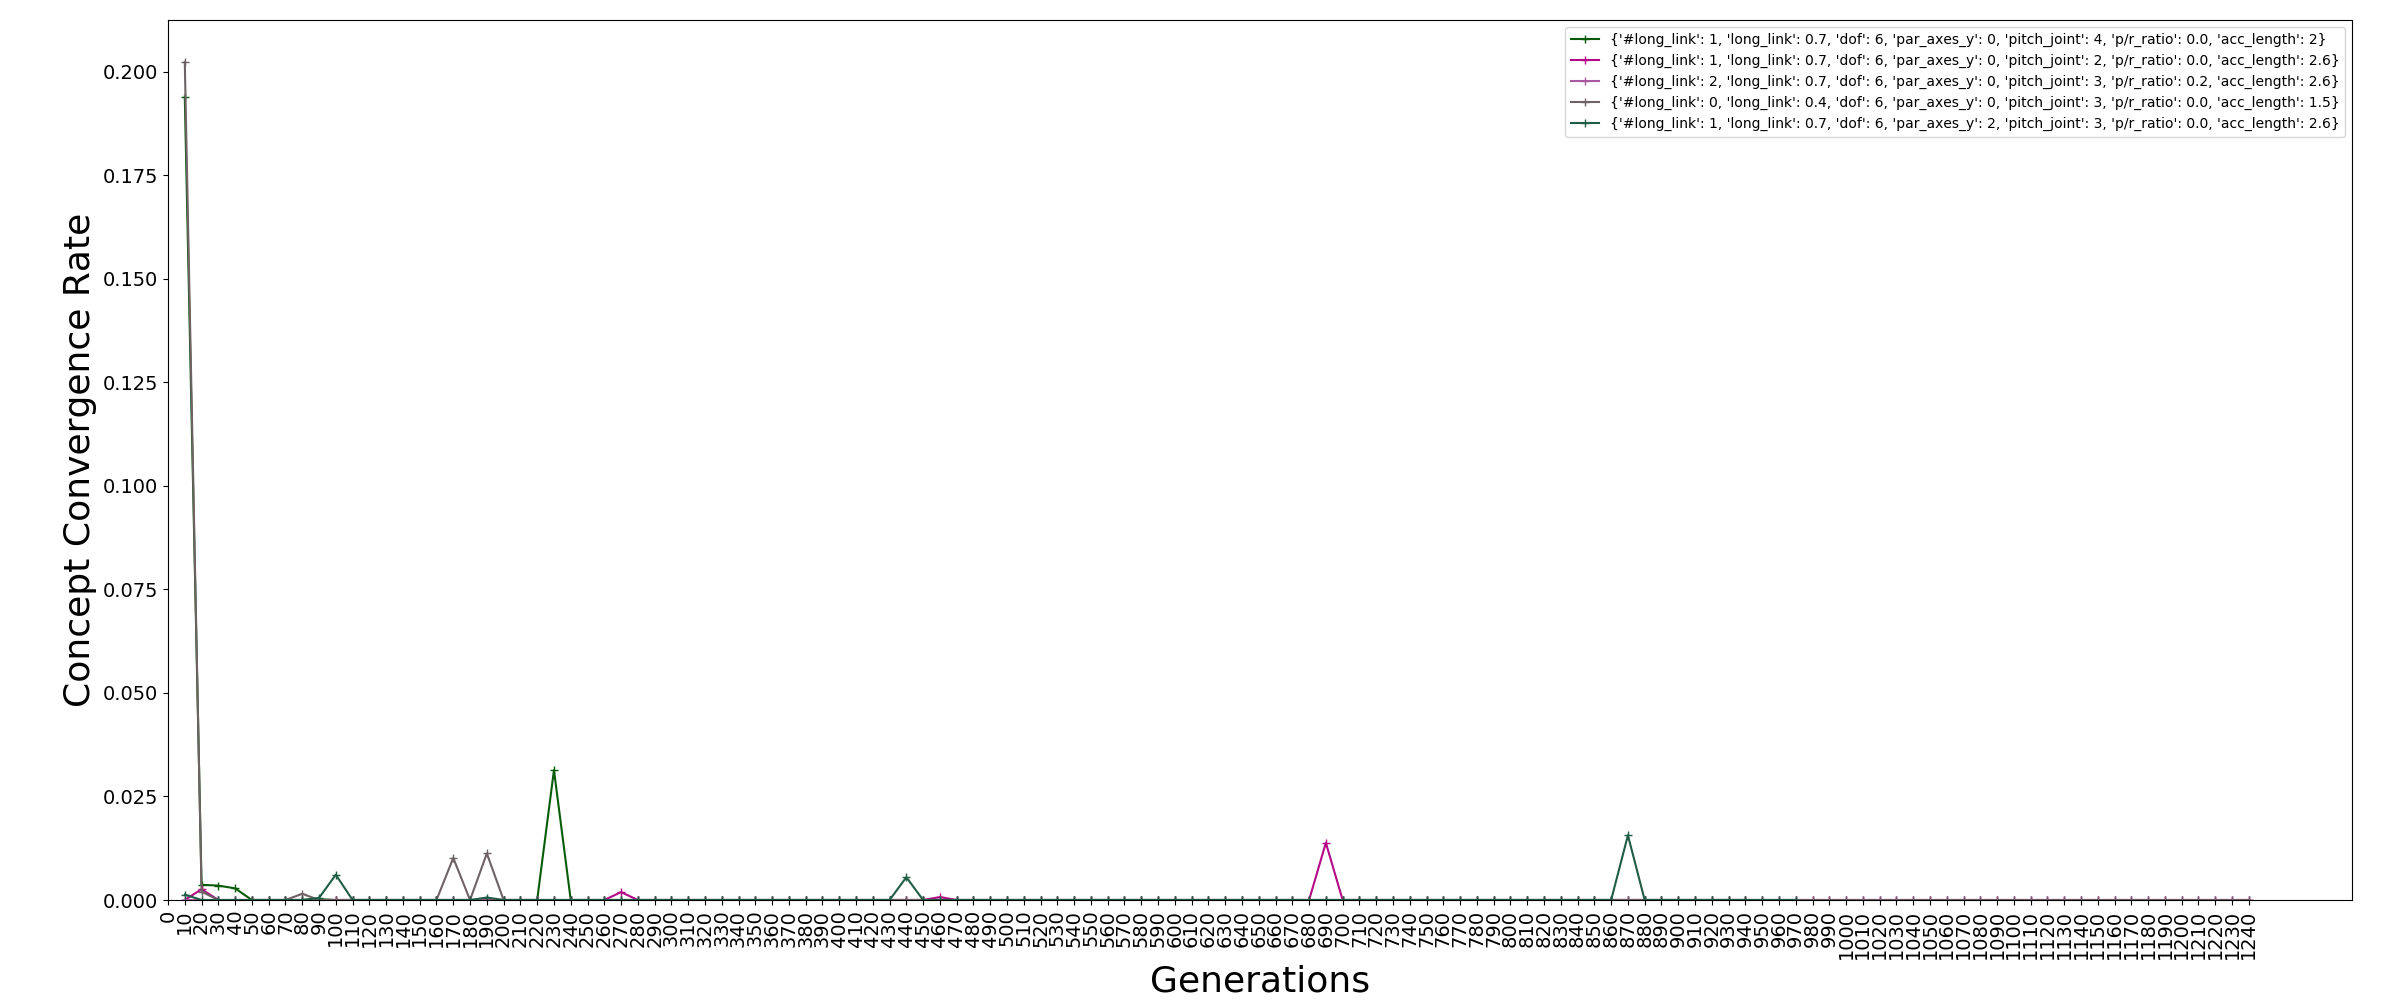 {'#long_link': 1, 'long_link': 0.7, 'dof': 6, 'par_axes_y': 0, 'pitch_joint': 4, 'p/r_ratio': 0.0, 'acc_length': 2}
{'#long_link': 1, 'long_link': 0.7, 'dof': 6, 'par_axes_y': 0, 'pitch_joint': 2, 'p/r_ratio': 0.0, 'acc_length': 2.6}
{'#long_link': 2, 'long_link': 0.7, 'dof': 6, 'par_axes_y': 0, 'pitch_joint': 3, 'p/r_ratio': 0.2, 'acc_length': 2.6}
{'#long_link': 0, 'long_link': 0.4, 'dof': 6, 'par_axes_y': 0, 'pitch_joint': 3, 'p/r_ratio': 0.0, 'acc_length': 1.5}
{'#long_link': 1, 'long_link': 0.7, 'dof': 6, 'par_axes_y': 2, 'pitch_joint': 3, 'p/r_ratio': 0.0, 'acc_length': 2.6}
Concept Convergence Rate
0.200
0.175
0.150
0.125
0.100
0.075
0.050
0.025
0.000
0 10 20 30 40 50 60 70 80 90 100 110 120 130 140 150 160 170 180 190 200 210 220 230 240 250 260 270 280 290 300 310 320 330 340 350 360 370 380 390 400 410 420 430 440 450 460 470 480 490 500 510 520 530 540 550 560 570 580 590 600 610 620 630 640 650 660 670 680 690 700 710 720 730 740 750 760 770 780 790 800 810 820 830 840 850 860 870 880 890 900 910 920 930 940 950 960 970 980 990 1000 1010 1020 1030 1040 1050 1060 1070 1080 1090 1100 1110 1120 1130 1140 1150 1160 1170 1180 1190 1200 1210 1220 1230 1240
Generations